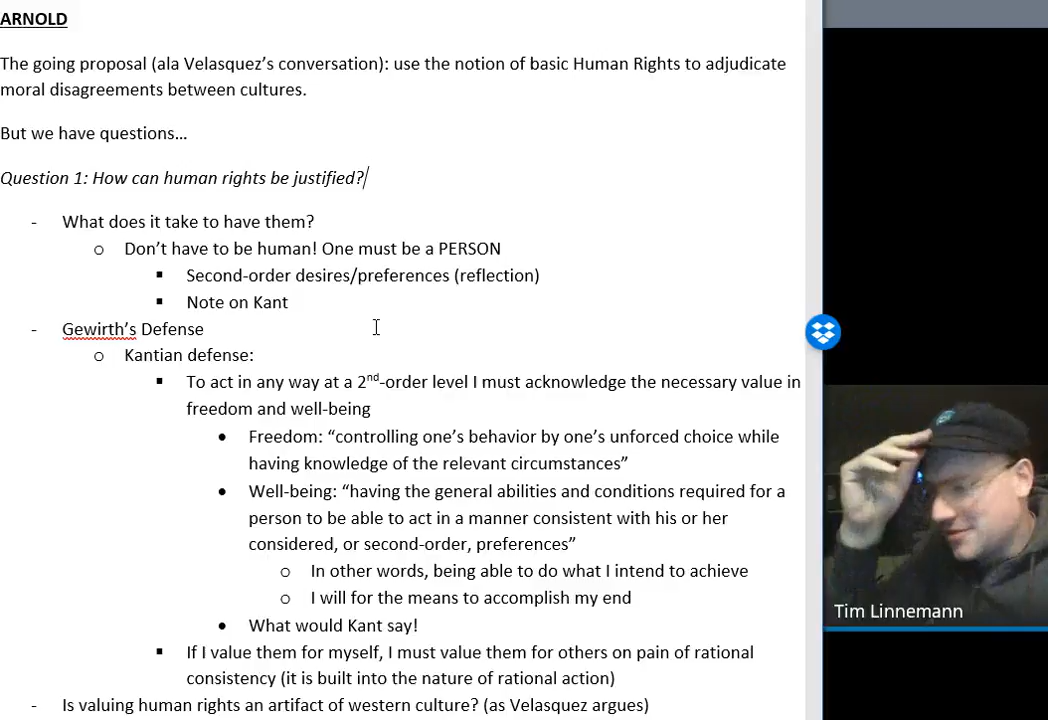 ARNOLD
The going proposal (ala Velasquez’s conversation): use the notion of basic Human Rights to adjudicate
moral disagreements between cultures.
But we have questions…
Question 1: How can human rights be justified?
- What does it take to have them?
o Don’t have to be human! One must be a PERSON
▪ Second-order desires/preferences (reflection)
▪ Note on Kant
- Gewirth’s Defense
o Kantian defense:
▪ To act in any way at a 2nd-order level I must acknowledge the necessary value in
freedom and well-being
• Freedom: “controlling one’s behavior by one’s unforced choice while
having knowledge of the relevant circumstances”
• Well-being: “having the general abilities and conditions required for a
person to be able to act in a manner consistent with his or her
considered, or second-order, preferences”
o In other words, being able to do what I intend to achieve
o I will for the means to accomplish my end
• What would Kant say!
▪ If I value them for myself, I must value them for others on pain of rational
consistency (it is built into the nature of rational action)
- Is valuing human rights an artifact of western culture? (as Velasquez argues)
Tim Linnemann